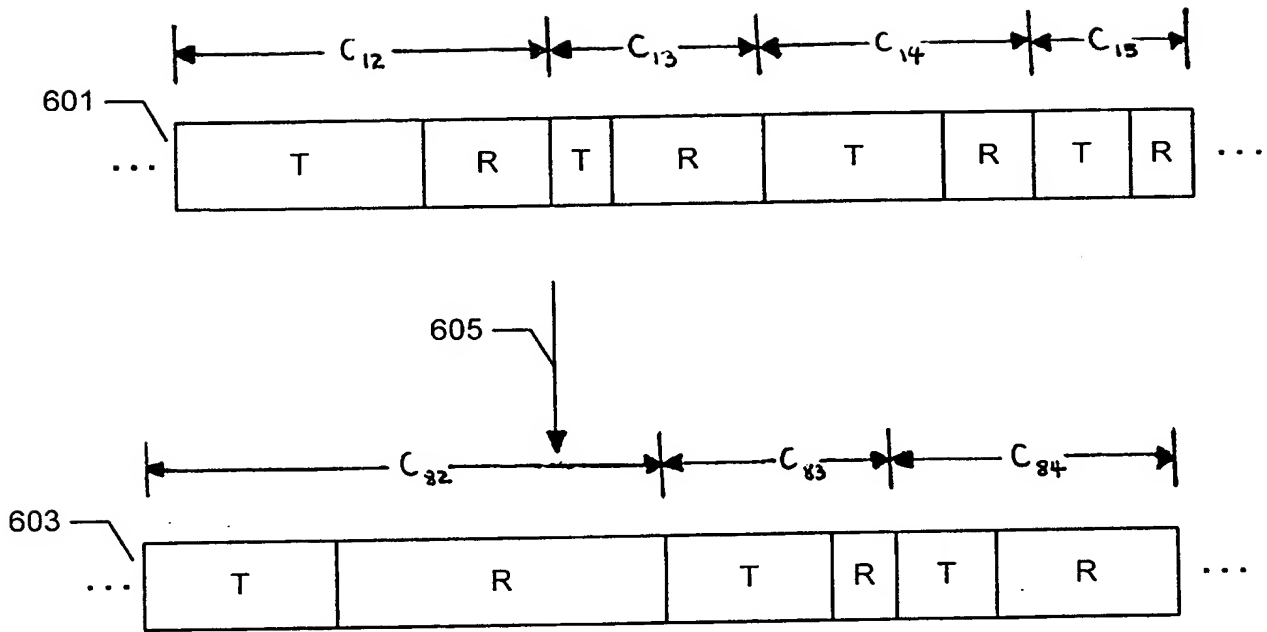 C12 C13 C14 C15
601
... T R T R T R T R ...
605
C82 C83 C84
603
... T R T R T R ...